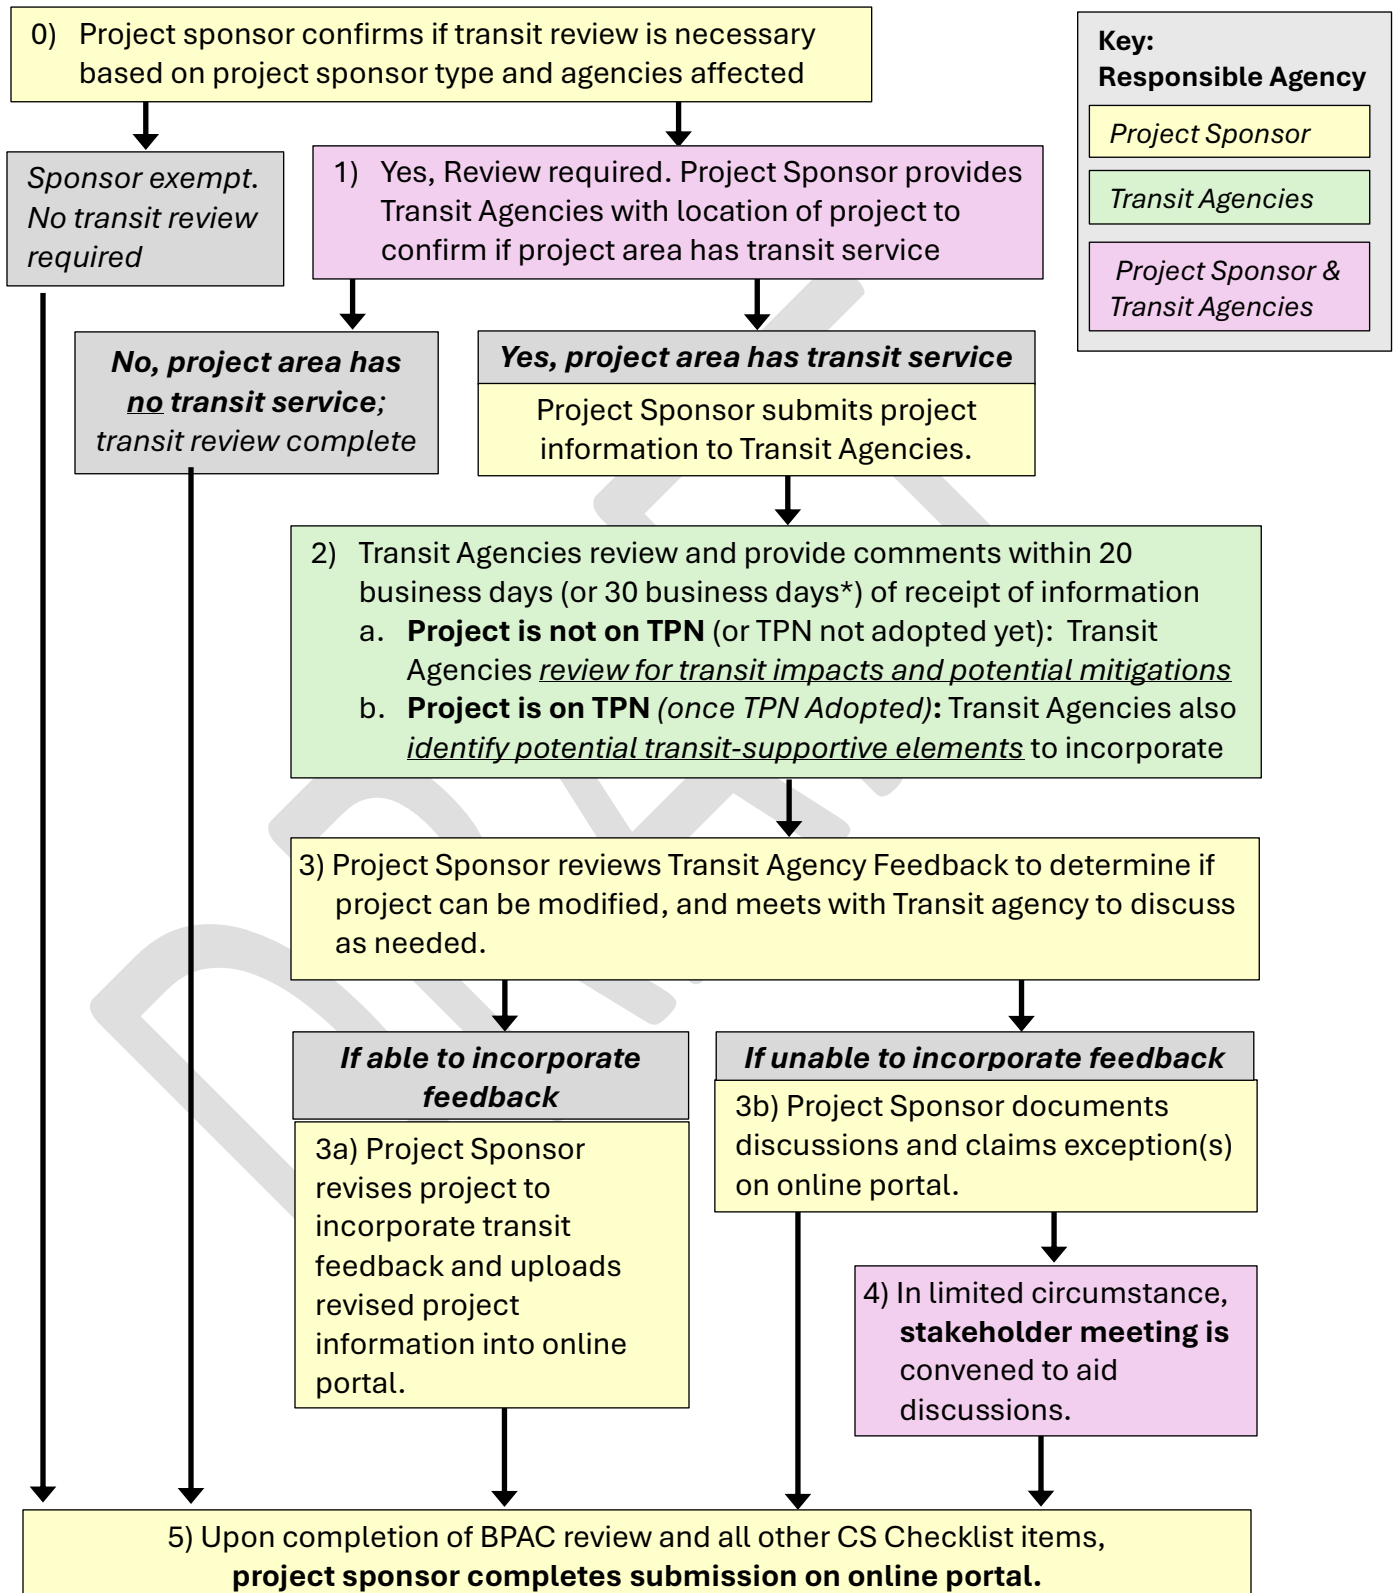 0) Project sponsor confirms if transit review is necessary
based on project sponsor type and agencies affected
Key:
Responsible Agency
Project Sponsor
Transit Agencies
Project Sponsor &
Transit Agencies
Sponsor exempt.
No transit review
required
1) Yes, Review required. Project Sponsor provides
Transit Agencies with location of project to
confirm if project area has transit service
No, project area has
no transit service;
transit review complete
Yes, project area has transit service
Project Sponsor submits project
information to Transit Agencies.
2) Transit Agencies review and provide comments within 20
business days (or 30 business days*) of receipt of information
a. Project is not on TPN (or TPN not adopted yet): Transit
Agencies review for transit impacts and potential mitigations
b. Project is on TPN (once TPN Adopted): Transit Agencies also
identify potential transit-supportive elements to incorporate
3) Project Sponsor reviews Transit Agency Feedback to determine if
project can be modified, and meets with Transit agency to discuss
as needed.
If able to incorporate
feedback
3a) Project Sponsor
revises project to
incorporate transit
feedback and uploads
revised project
information into online
portal.
If unable to incorporate feedback
3b) Project Sponsor documents
discussions and claims exception(s)
on online portal.
4) In limited circumstance,
stakeholder meeting is
convened to aid
discussions.
5) Upon completion of BPAC review and all other CS Checklist items,
project sponsor completes submission on online portal.
DRAFT